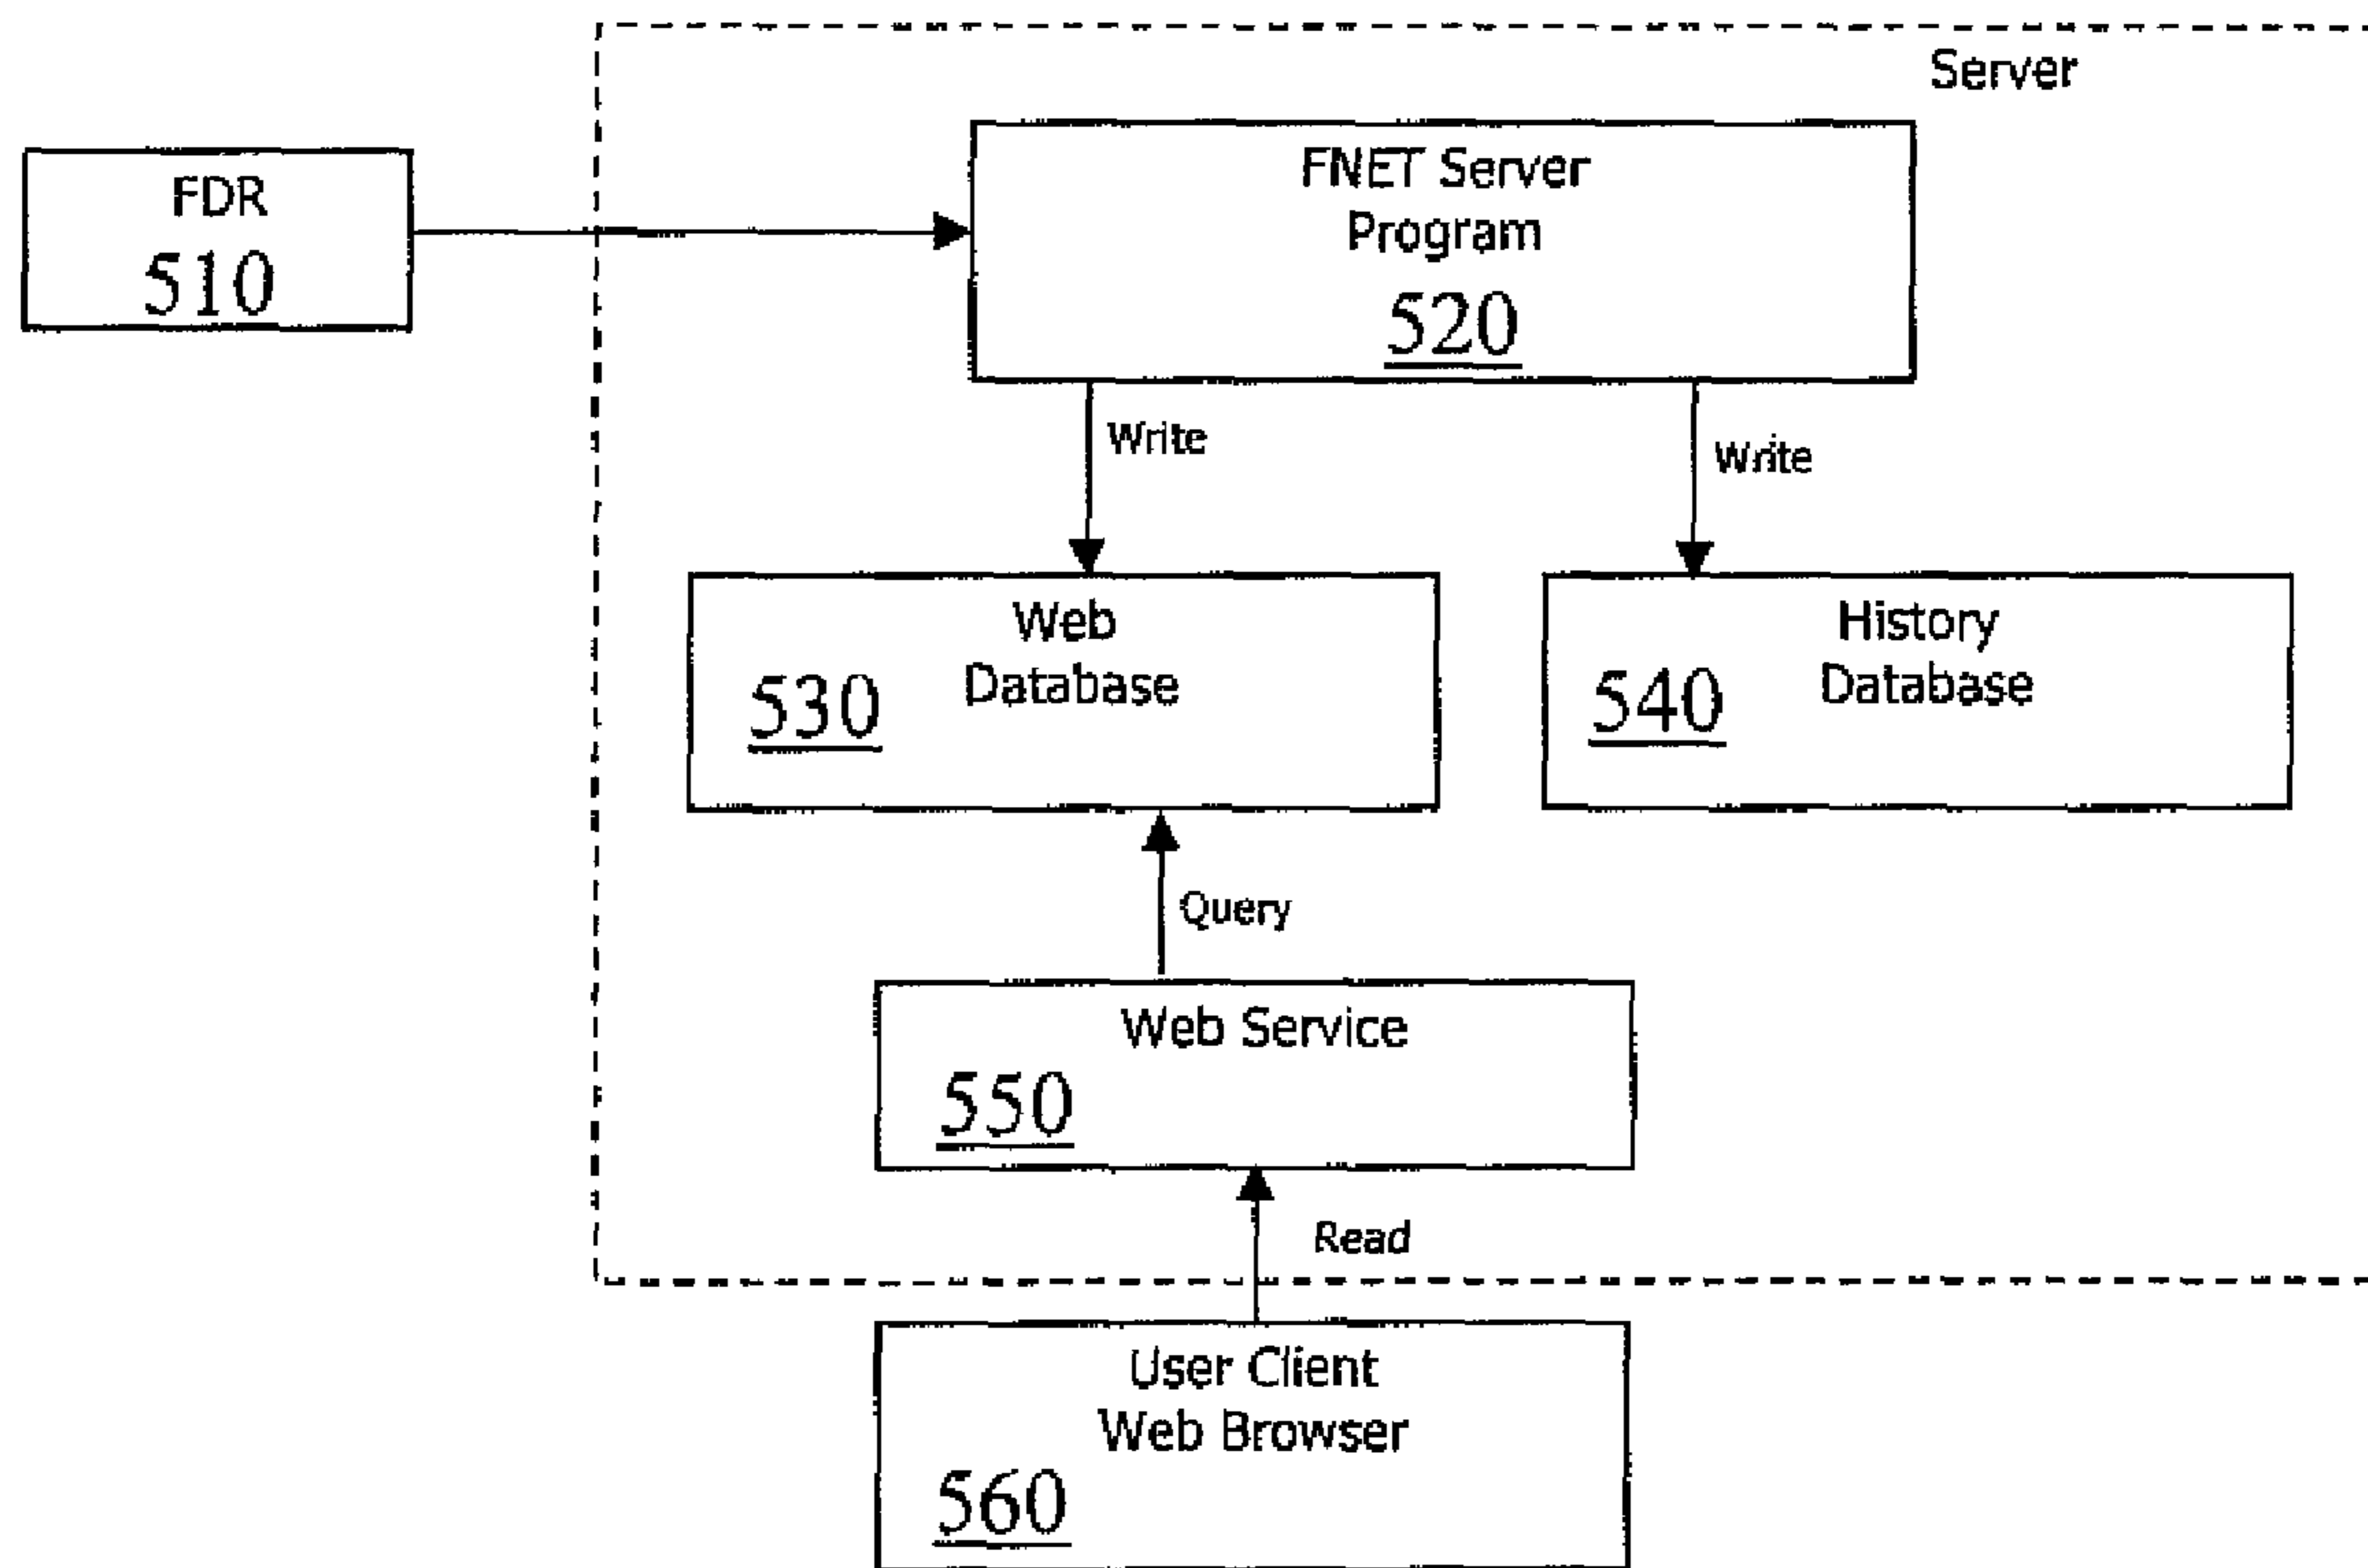 Server
FDR
510
FNET Server
Program
520
Write
Write
Web
Database
530
History
Database
540
Query
Web Service
550
Read
User Client
Web Browser
560